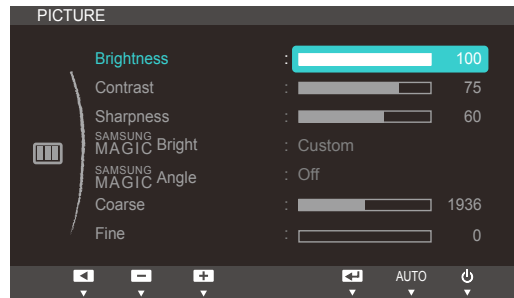 PICTURE
Brightness : 100
Contrast : 75
Sharpness : 60
SAMSUNG
MAGIC Bright : Custom
SAMSUNG
MAGIC Angle : Off
Coarse : 1936
Fine : 0
AUTO